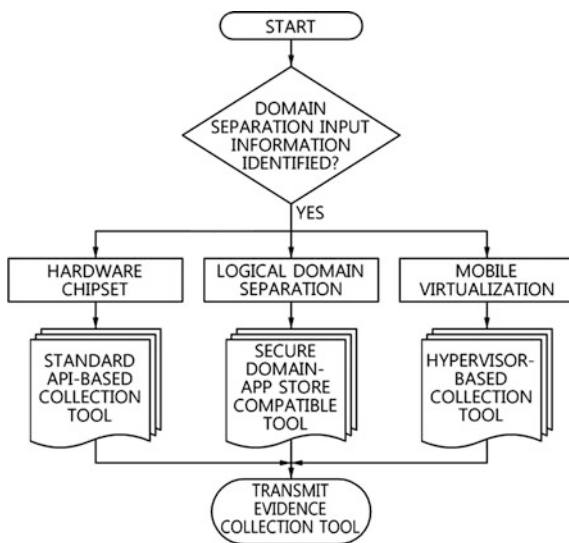 START
DOMAIN
SEPARATION INPUT
INFORMATION
IDENTIFIED?
YES
HARDWARE
CHIPSET
LOGICAL DOMAIN
SEPARATION
MOBILE
VIRTUALIZATION
STANDARD
API-BASED
COLLECTION
TOOL
SECURE
DOMAIN-
APP STORE
COMPATIBLE
TOOL
HYPERVISOR-
BASED
COLLECTION
TOOL
TRANSMIT
EVIDENCE
COLLECTION TOOL